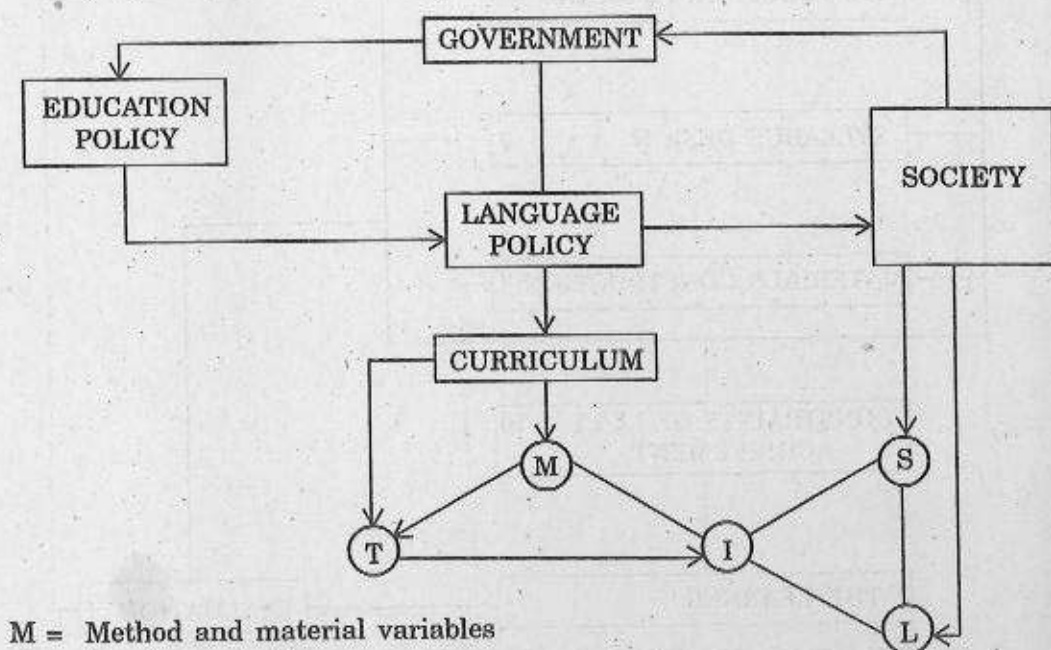 GOVERNMENT
EDUCATION
POLICY
SOCIETY
LANGUAGE
POLICY
CURRICULUM
M
S
T
I
L
M = Method and material variables